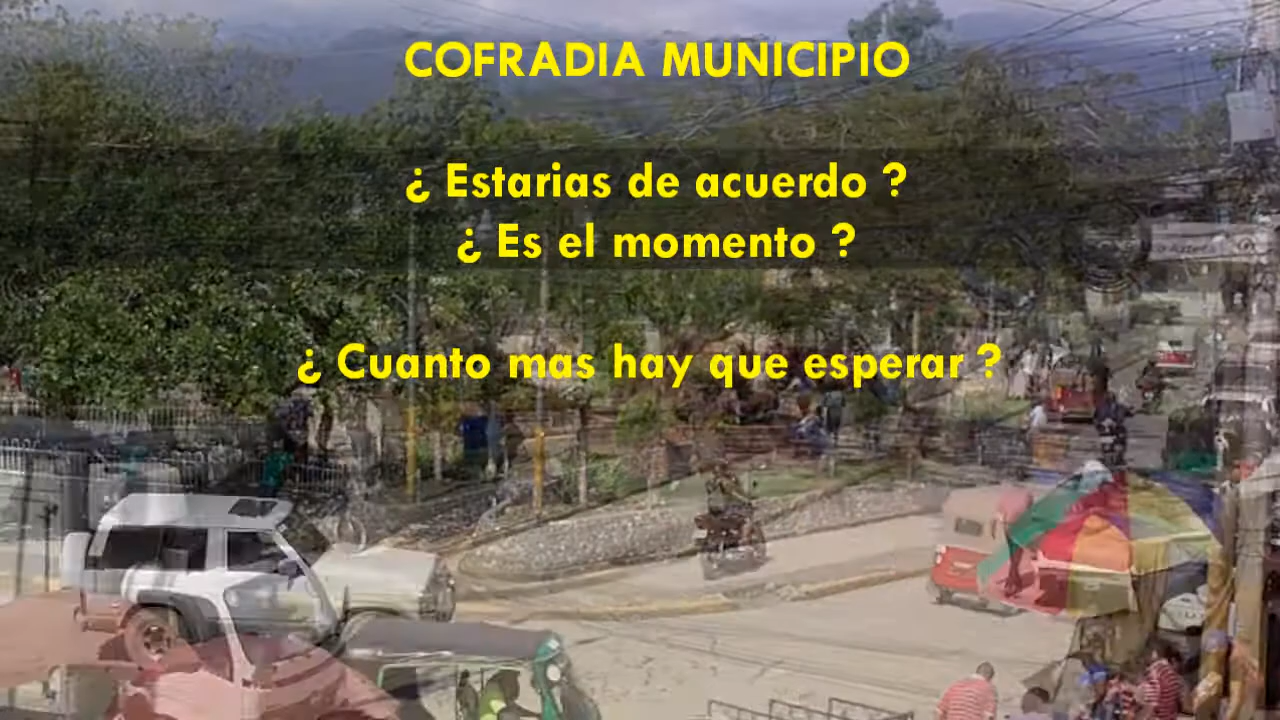 COFRADIA MUNICIPIO
¿ Estarias de acuerdo ?
¿ Es el momento ?
¿ Cuanto mas hay que esperar ?